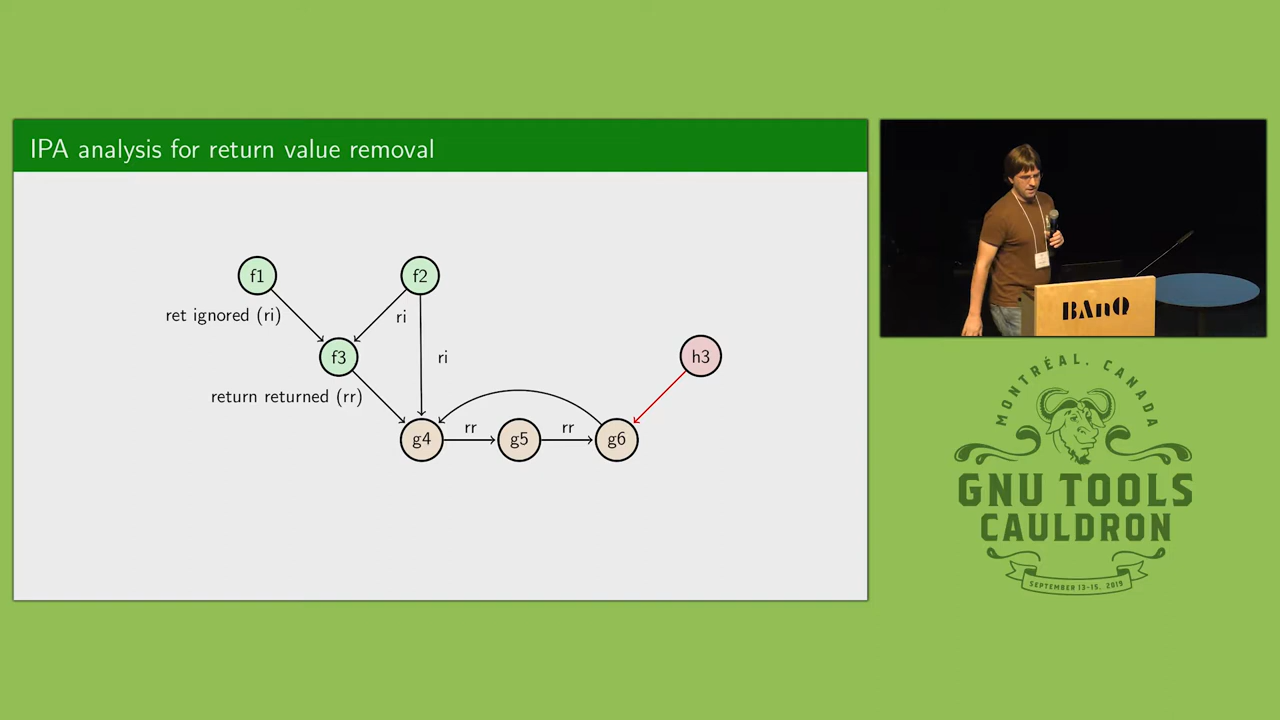 IPA analysis for return value removal
f1
f2
ret ignored (ri)
ri
f3
ri
h3
return returned (rr)
g4
rr
g5
rr
g6
BAnQ
MONTRÉAL, CANADA
GNU TOOLS
CAULDRON
SEPTEMBER 13-15, 2019